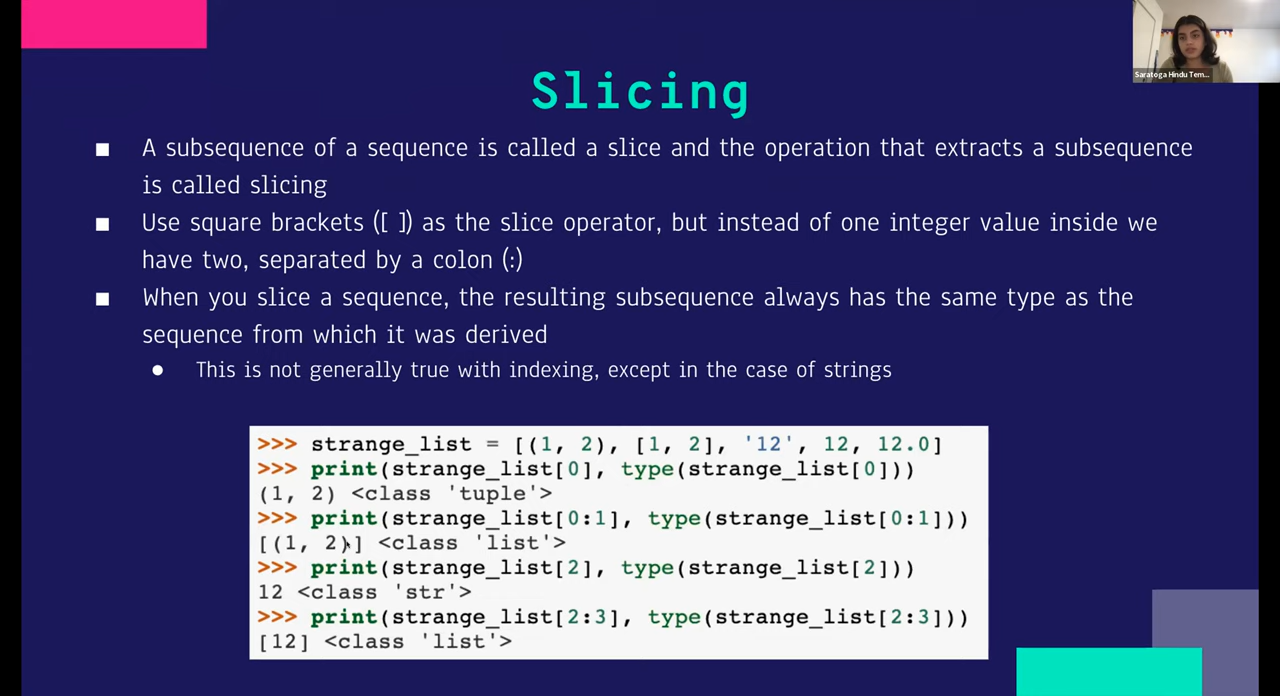 Saratoga Hindu Tem...
Slicing
■ A subsequence of a sequence is called a slice and the operation that extracts a subsequence
is called slicing
■ Use square brackets ([ ]) as the slice operator, but instead of one integer value inside we
have two, separated by a colon (:)
■ When you slice a sequence, the resulting subsequence always has the same type as the
sequence from which it was derived
● This is not generally true with indexing, except in the case of strings
>>> strange_list = [(1, 2), [1, 2], '12', 12, 12.0]
>>> print(strange_list[0], type(strange_list[0]))
(1, 2) <class 'tuple'>
>>> print(strange_list[0:1], type(strange_list[0:1]))
[(1, 2)] <class 'list'>
>>> print(strange_list[2], type(strange_list[2]))
12 <class 'str'>
>>> print(strange_list[2:3], type(strange_list[2:3]))
[12] <class 'list'>